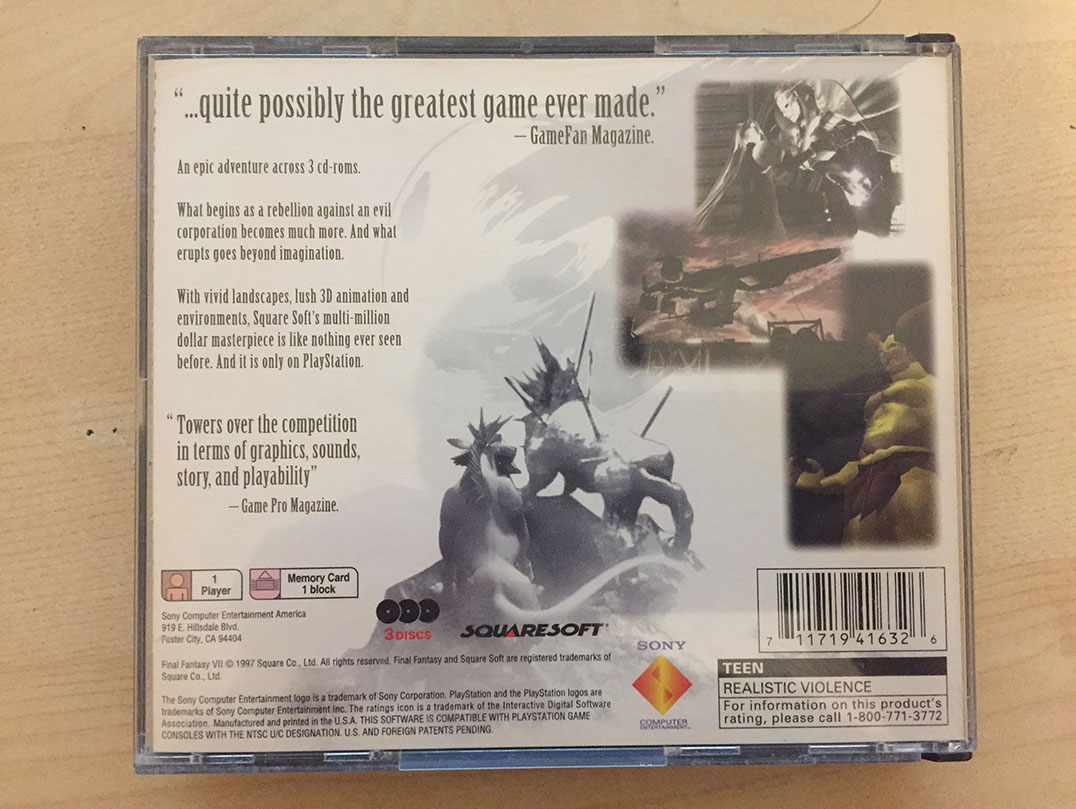 “...quite possibly the greatest game ever made.”
– GameFan Magazine.
An epic adventure across 3 cd-roms.
What begins as a rebellion against an evil
corporation becomes much more. And what
erupts goes beyond imagination.
With vivid landscapes, lush 3D animation and
environments, Square Soft's multi-million
dollar masterpiece is like nothing ever seen
before. And it is only on PlayStation.
“Towers over the competition
in terms of graphics, sounds,
story, and playability”
– Game Pro Magazine.
1
Player
Memory Card
1 block
Sony Computer Entertainment America
919 E. Hillsdale Blvd.
Foster City, CA 94404
3 DISCS
SQUARESOFT
Final Fantasy VII © 1997 Square Co., Ltd. All rights reserved. Final Fantasy and Square Soft are registered trademarks of
Square Co., Ltd.
The Sony Computer Entertainment logo is a trademark of Sony Corporation. PlayStation and the PlayStation logos are
trademarks of Sony Computer Entertainment Inc. The ratings icon is a trademark of the Interactive Digital Software
Association. Manufactured and printed in the U.S.A. THIS SOFTWARE IS COMPATIBLE WITH PLAYSTATION GAME
CONSOLES WITH THE NTSC U/C DESIGNATION. U.S. AND FOREIGN PATENTS PENDING.
SONY
COMPUTER
ENTERTAINMENT
7 11719 41632 6
TEEN
REALISTIC VIOLENCE
For information on this product's
rating, please call 1-800-771-3772